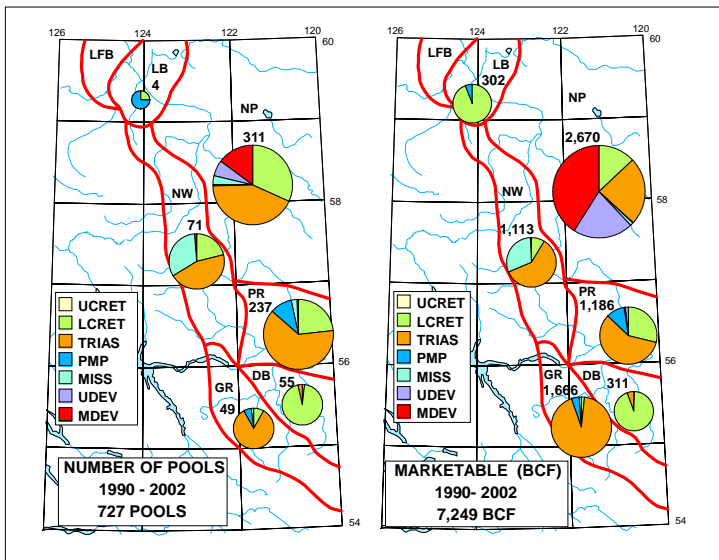 126
124
122
120
60
LFB
LB
4
NP
311
58
NW
71
PR
237
56
DB
55
GR
49
54
UCRET
LCRET
TRIAS
PMP
MISS
UDEV
MDEV
NUMBER OF POOLS
1990 - 2002
727 POOLS
126
124
122
120
60
LFB
LB
302
NP
2,670
58
NW
1,113
PR
1,186
56
GR
DB
1,666
311
54
UCRET
LCRET
TRIAS
PMP
MISS
UDEV
MDEV
MARKETABLE (BCF)
1990- 2002
7,249 BCF